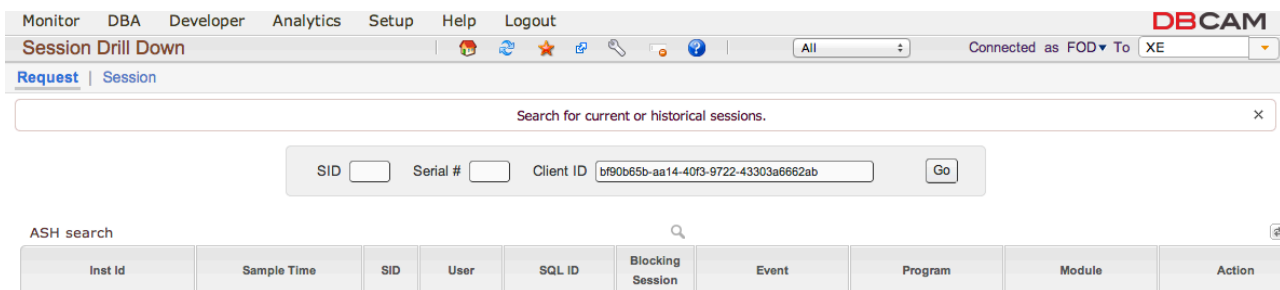 Monitor DBA Developer Analytics Setup Help Logout DBCAM
Session Drill Down All Connected as FOD To XE
Request | Session
Search for current or historical sessions. ×
SID Serial # Client ID bf90b65b-aa14-40f3-9722-43303a6662ab Go
ASH search
Inst Id Sample Time SID User SQL ID Blocking Session Event Program Module Action